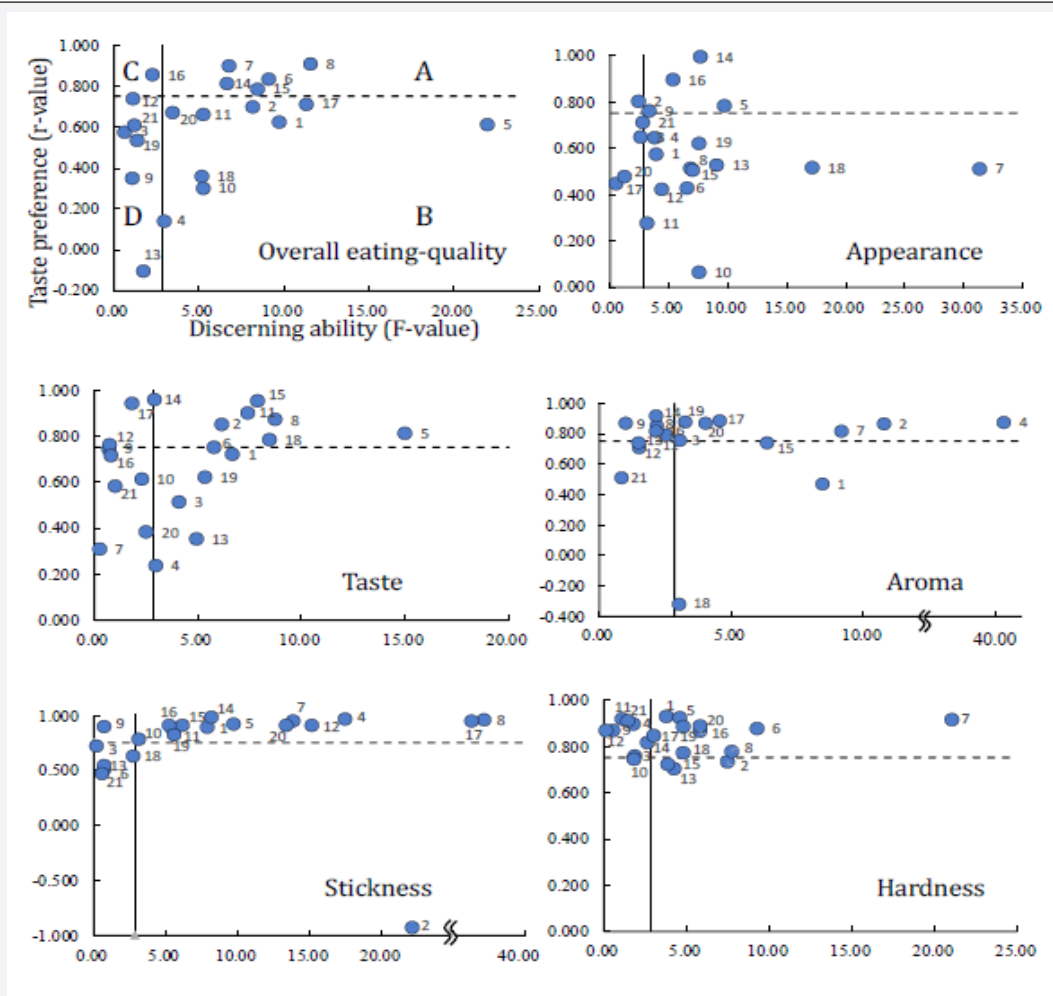 1.000
C 16 7 8 A
0.800
14 6
15
12
2 17
0.600
21 20 11 1 5
3
19
0.400
9 18
10
0.200
D 4 B
0.000
13
Overall eating-quality
-0.200
0.00 5.00 10.00 15.00 20.00 25.00
Taste preference (r-value)
Discerning ability (F-value)
1.000
14
16
0.800
2 5
9
21
0.600
3 4 19
1 8 13 18 7
20 15
0.400
17 12 6
11
0.200
Appearance
10
0.000
0.00 5.00 10.00 15.00 20.00 25.00 30.00 35.00
1.000
17 14 15
11
0.800
2 8 5
12 18
9 6 1
16
0.600
10 19
21
3
0.400
20 13
7
0.200
4
Taste
0.000
0.00 5.00 10.00 15.00 20.00
1.000
14 19 17
9 8 20 7 2 4
0.800
16
13 3 15
12 11
0.600
21 1
0.400
0.200
0.000
Aroma
-0.200
18
-0.400
0.00 5.00 10.00 40.00
1.000
16 15 14 7 4
9 10 11 1 5 20 12 17 8
19
3 18
0.500
13 6
21
0.000
-0.500
Stickness
2
-1.000
0.00 5.00 10.00 15.00 20.00 40.00
1.000
11 21 1 5 7
9 4 20 6
12 17 19 16
0.800
14 18 8
3 2
10 15
13
0.600
0.400
0.200
Hardness
0.000
0.00 5.00 10.00 15.00 20.00 25.00